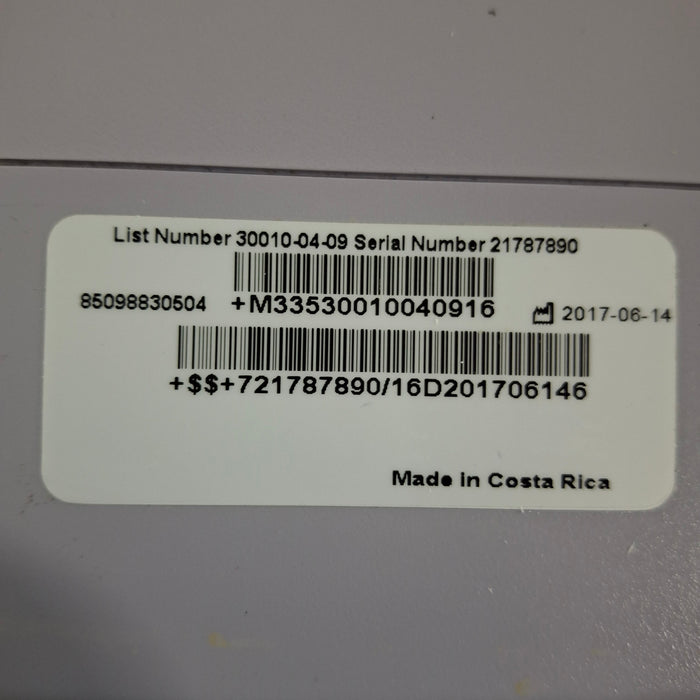 List Number 30010-04-09 Serial Number 21787890
85098830504 +M33530010040916 2017-06-14
+$$+721787890/16D201706146
Made in Costa Rica